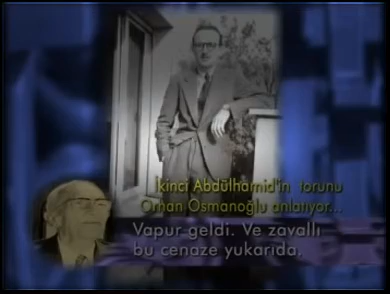 İkinci Abdülhamid'in torunu
Orhan Osmanoğlu anlatıyor...
Vapur geldi. Ve zavallı
bu cenaze yukarıda.